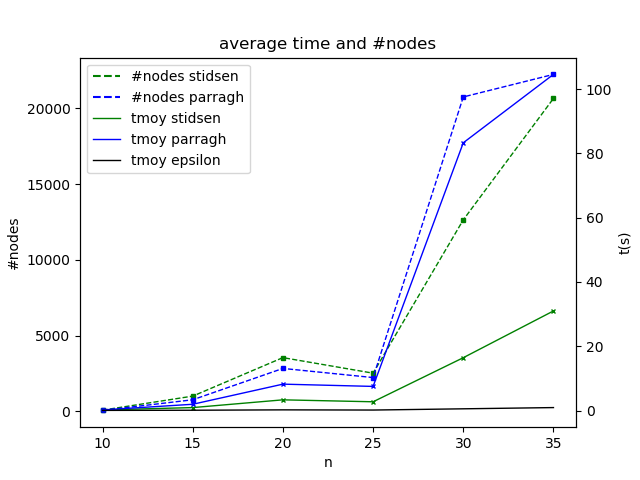 average time and #nodes
#nodes stidsen
#nodes parragh
tmoy stidsen
tmoy parragh
tmoy epsilon
#nodes
20000
15000
10000
5000
0
100
80
60
40
20
0
t(s)
10 15 20 25 30 35
n